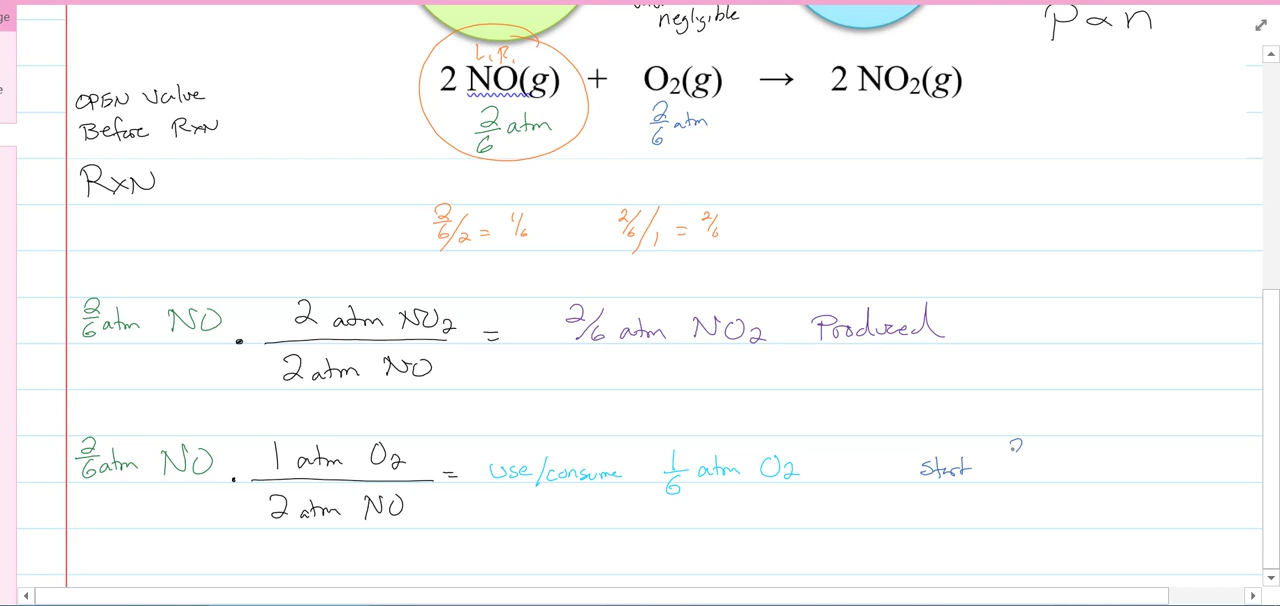 negligible
P ∝ n
L.R.
2 NO(g) + O₂(g) → 2 NO₂(g)
OPEN Valve
Before RXN
2/6 atm
2/6 atm
RXN
2/6/2 = 1/6
2/6/1 = 2/6
2/6 atm NO · 2 atm NO₂ / 2 atm NO = 2/6 atm NO₂ Produced
2/6 atm NO · 1 atm O₂ / 2 atm NO = use/consume 1/6 atm O₂ start 2